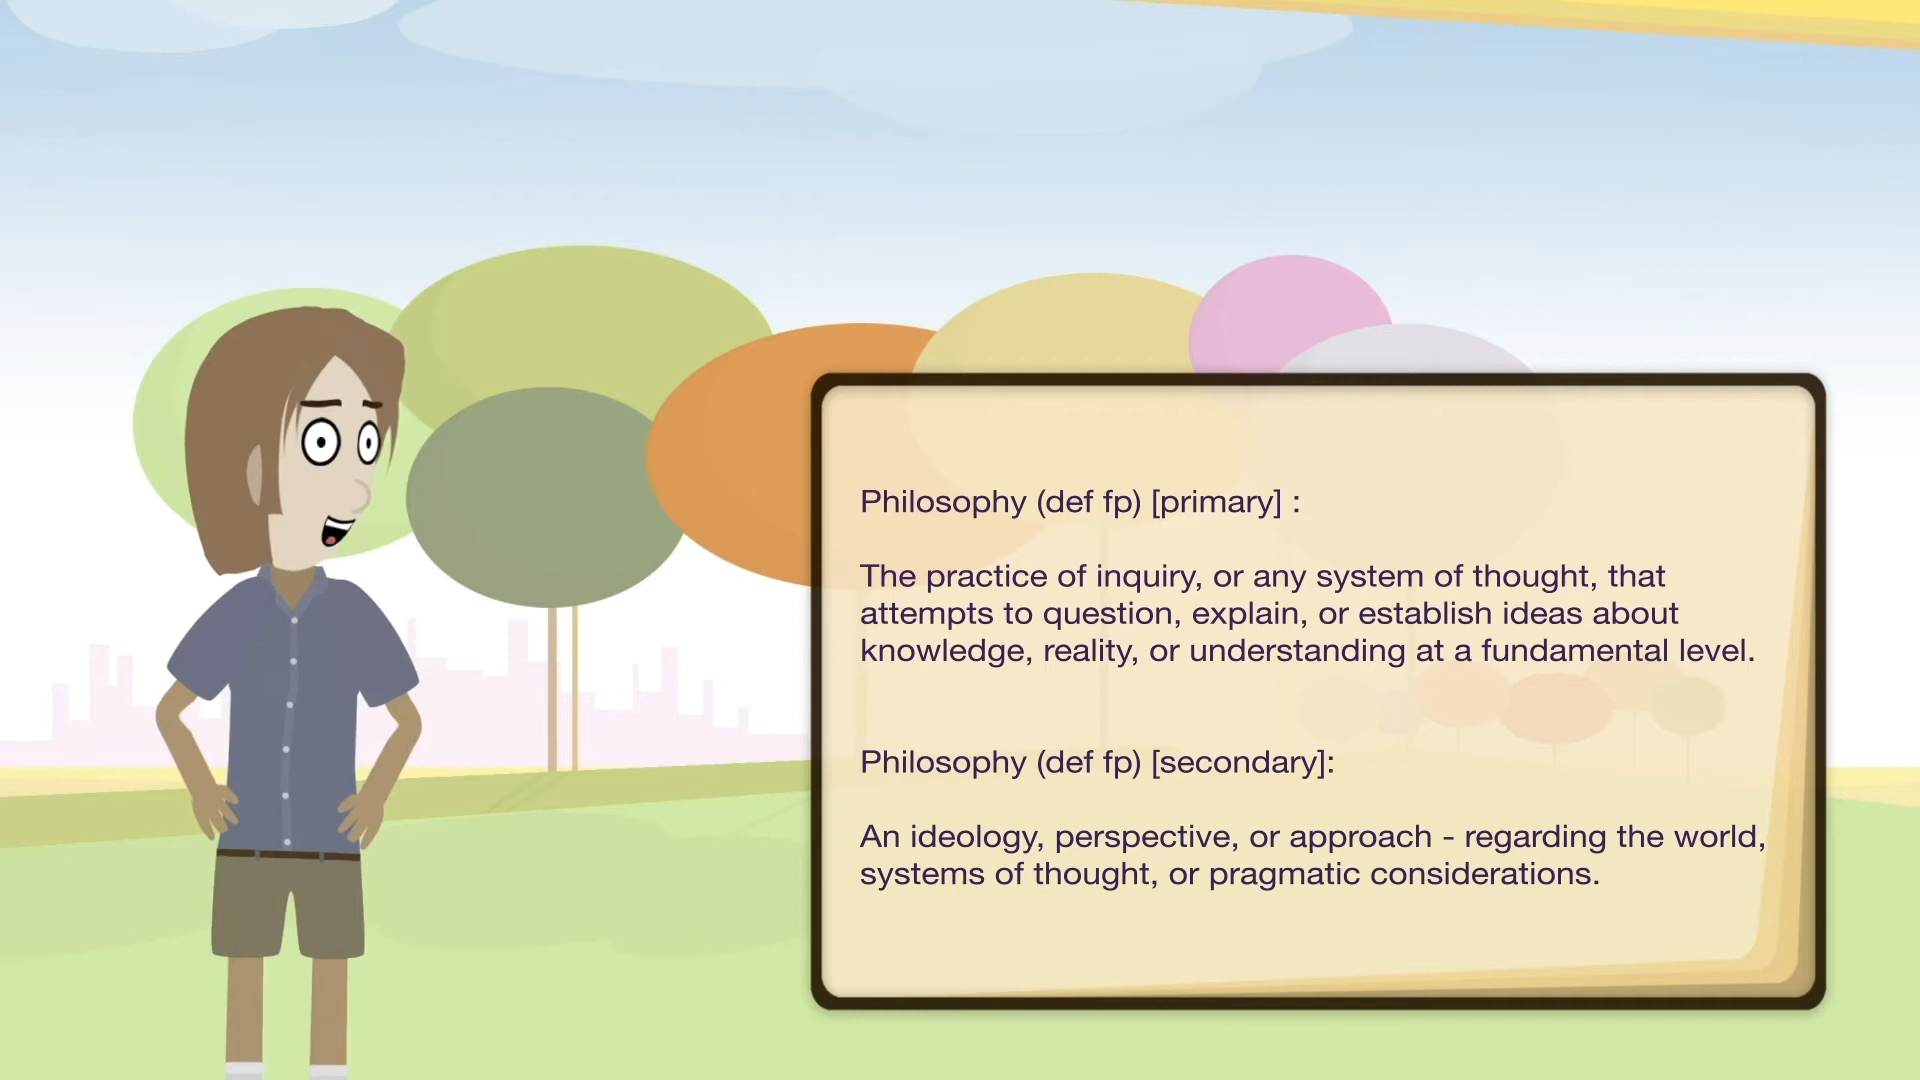 Philosophy (def fp) [primary] :
The practice of inquiry, or any system of thought, that
attempts to question, explain, or establish ideas about
knowledge, reality, or understanding at a fundamental level.
Philosophy (def fp) [secondary]:
An ideology, perspective, or approach - regarding the world,
systems of thought, or pragmatic considerations.